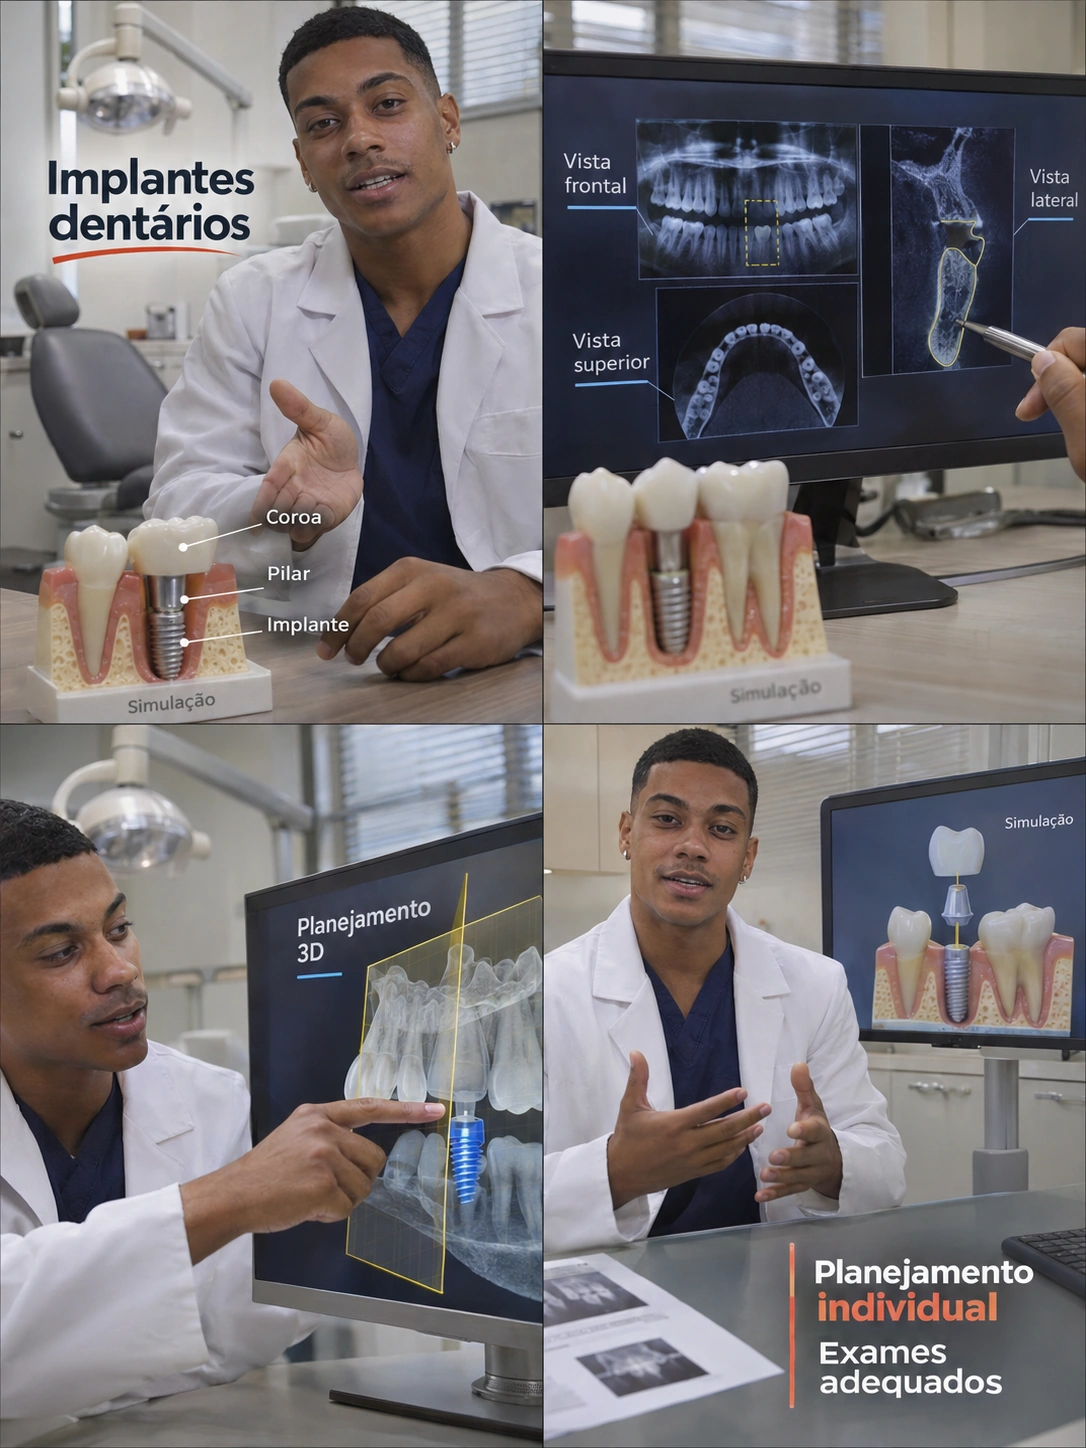 Implantes
dentários
Coroa
Pilar
Implante
Simulação
Vista
frontal
Vista
lateral
Vista
superior
Simulação
Planejamento
3D
Simulação
Planejamento
individual
Exames
adequados